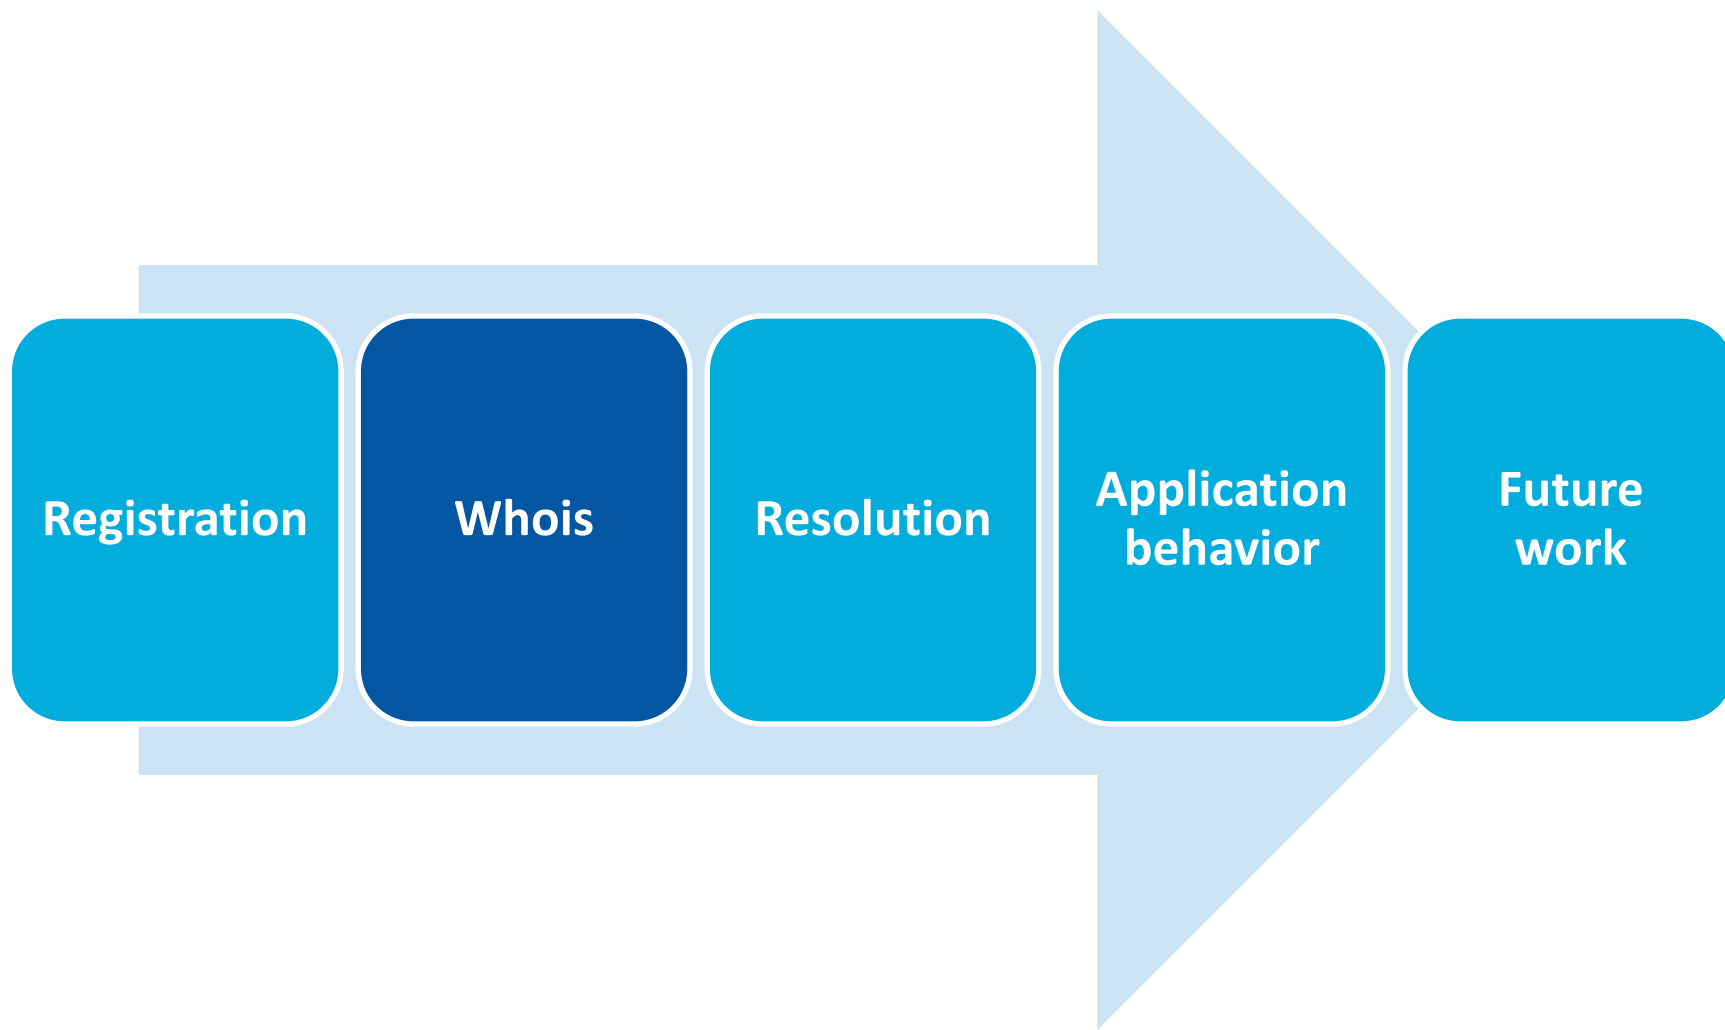 Registration
Whois
Resolution
Application
behavior
Future
work